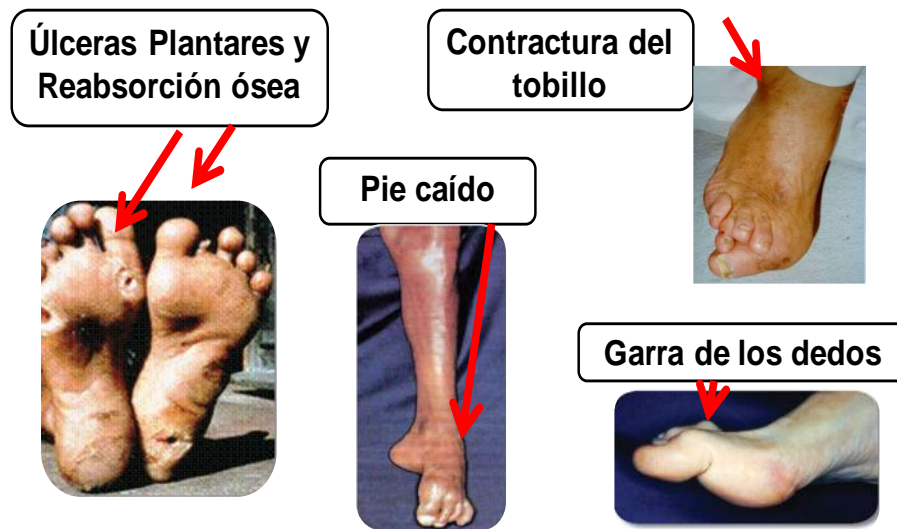 Úlceras Plantares y
Reabsorción ósea
Contractura del
tobillo
Pie caído
Garra de los dedos